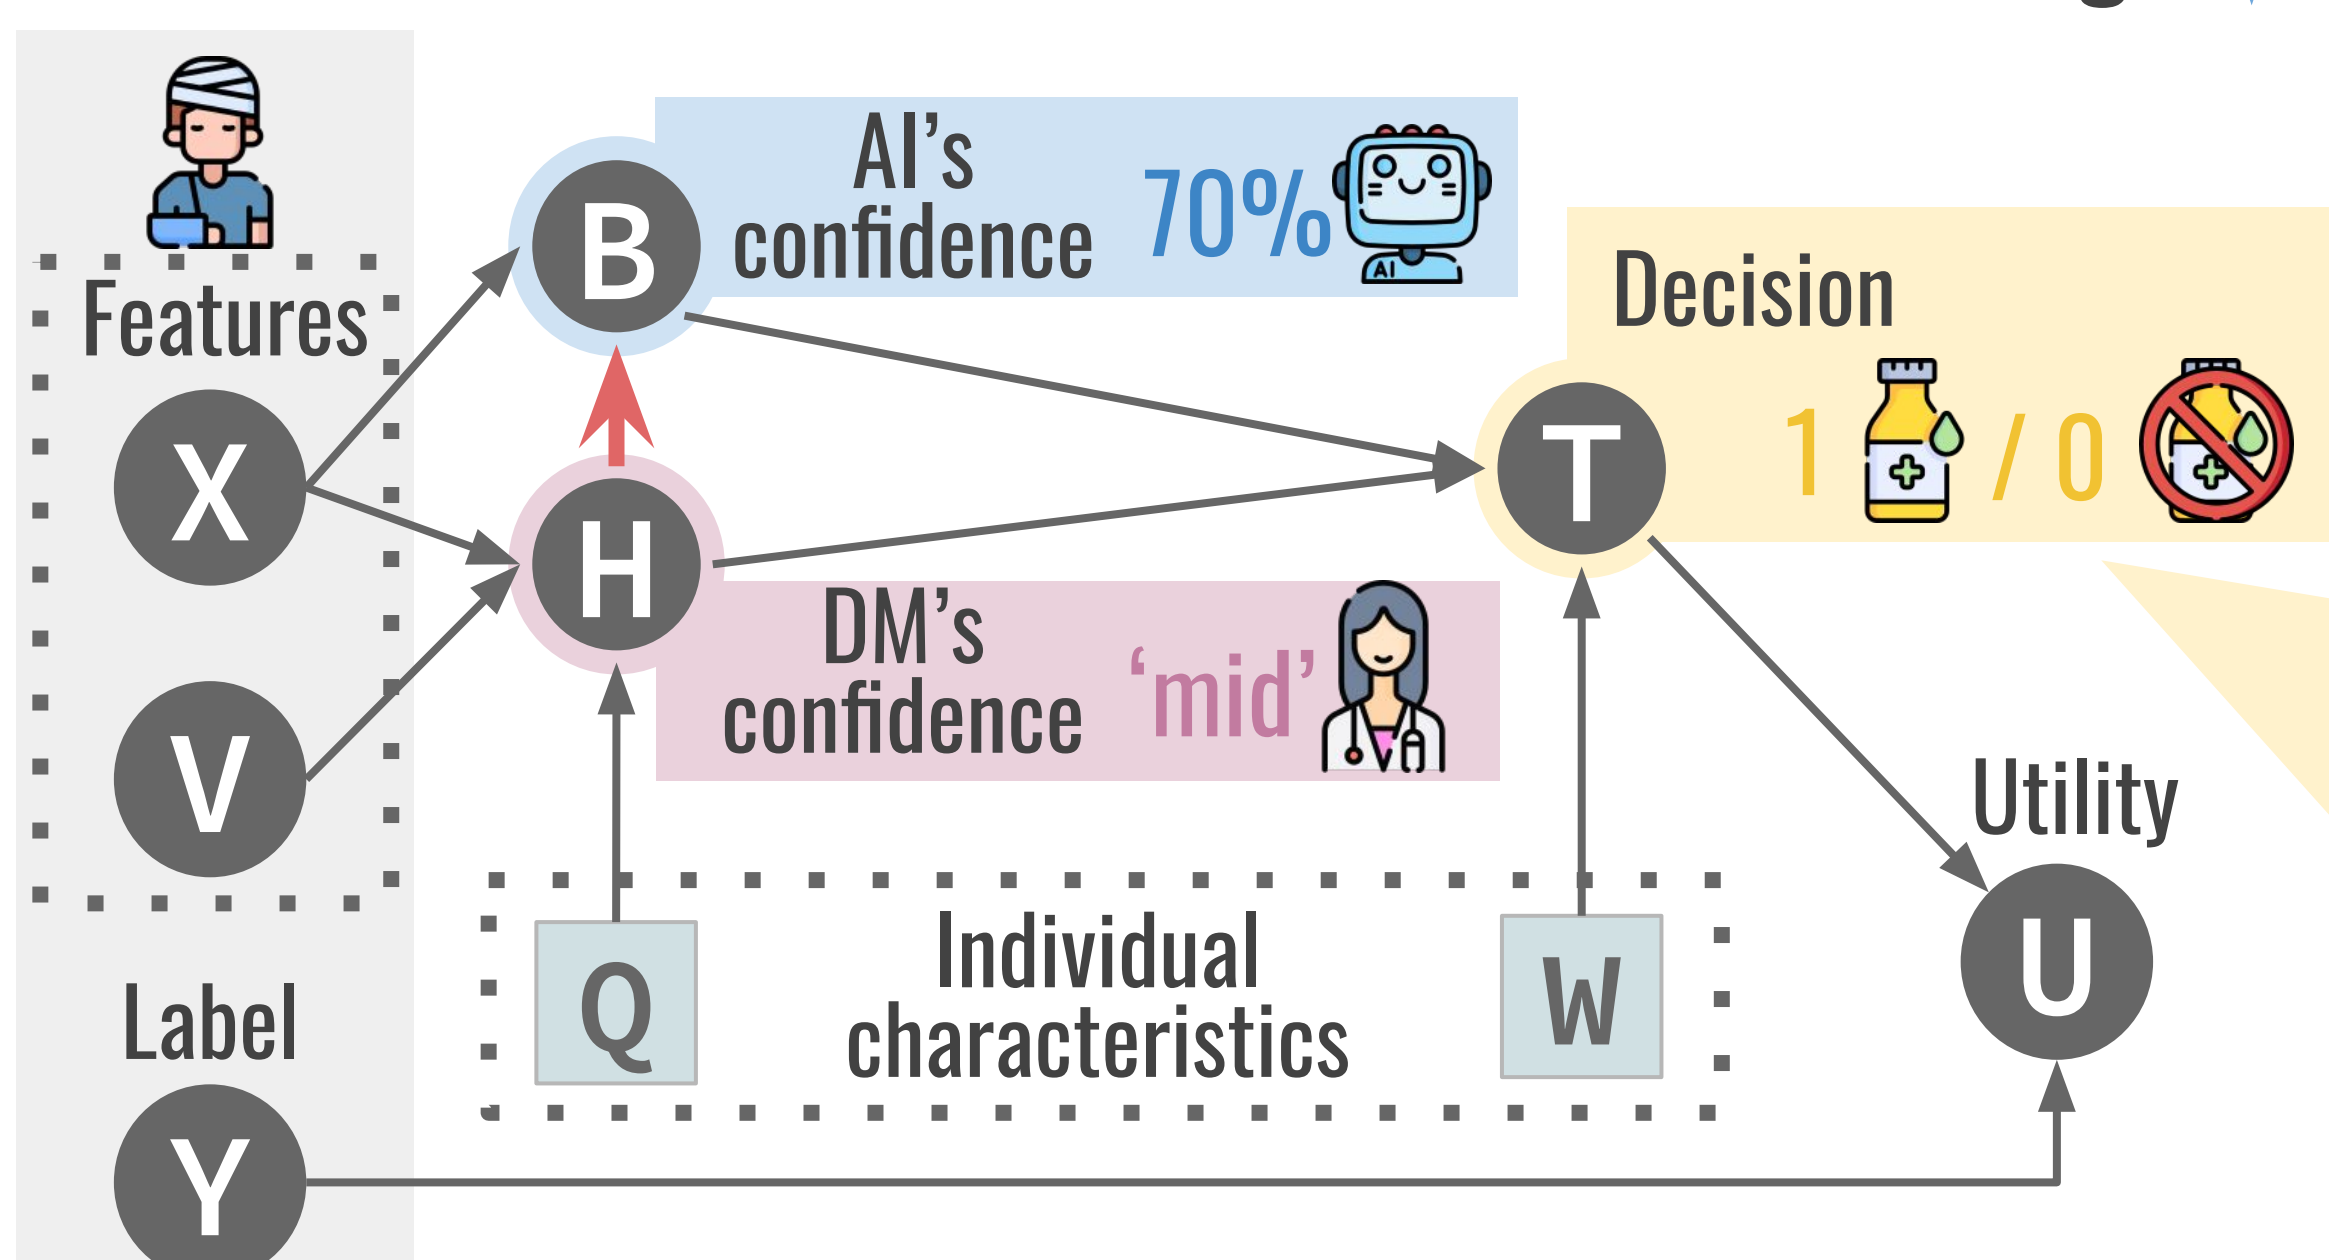 Features
X
V
Label
Y
B
AI's
confidence
70%
AI
H
DM's
confidence
'mid'
Q
Individual
characteristics
W
Decision
T
1 / 0
Utility
U